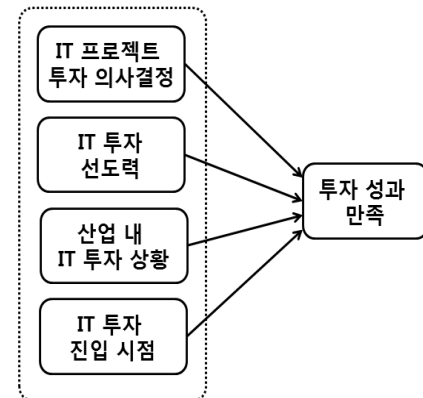 IT 프로젝트
투자 의사결정
IT 투자
선도력
산업 내
IT 투자 상황
IT 투자
진입 시점
투자 성과
만족